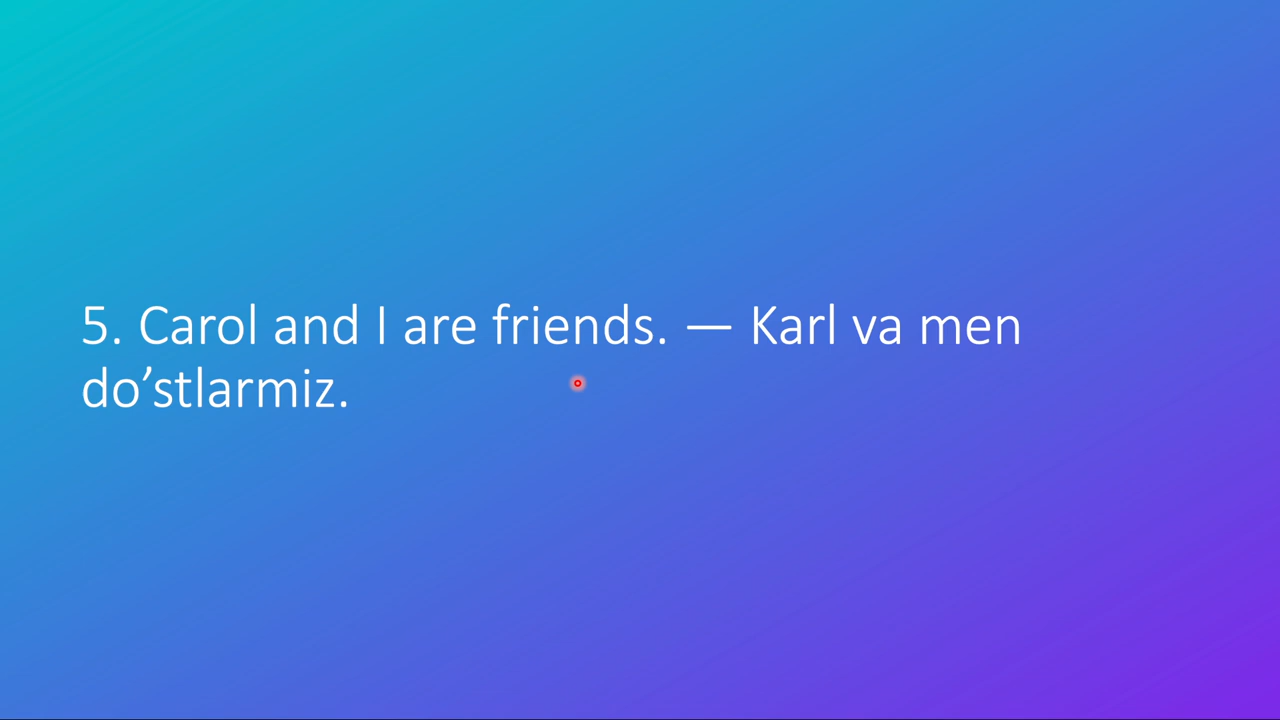 5. Carol and I are friends. — Karl va men
do’stlarmiz.